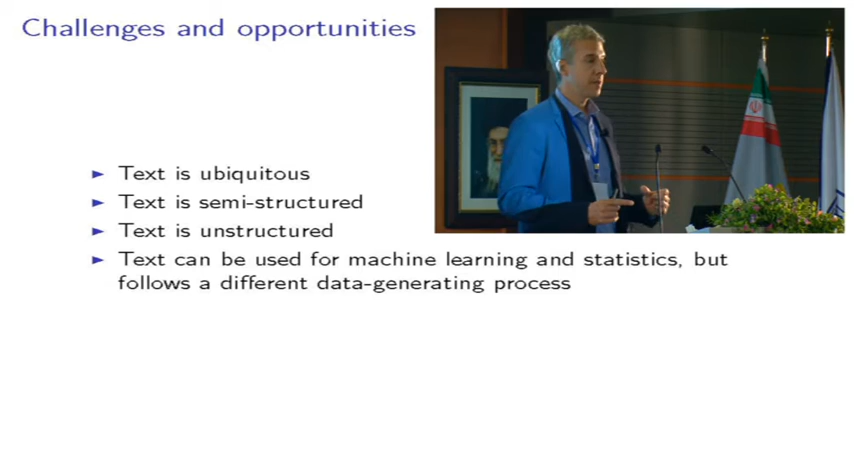 Challenges and opportunities
Text is ubiquitous
Text is semi-structured
Text is unstructured
Text can be used for machine learning and statistics, but
follows a different data-generating process